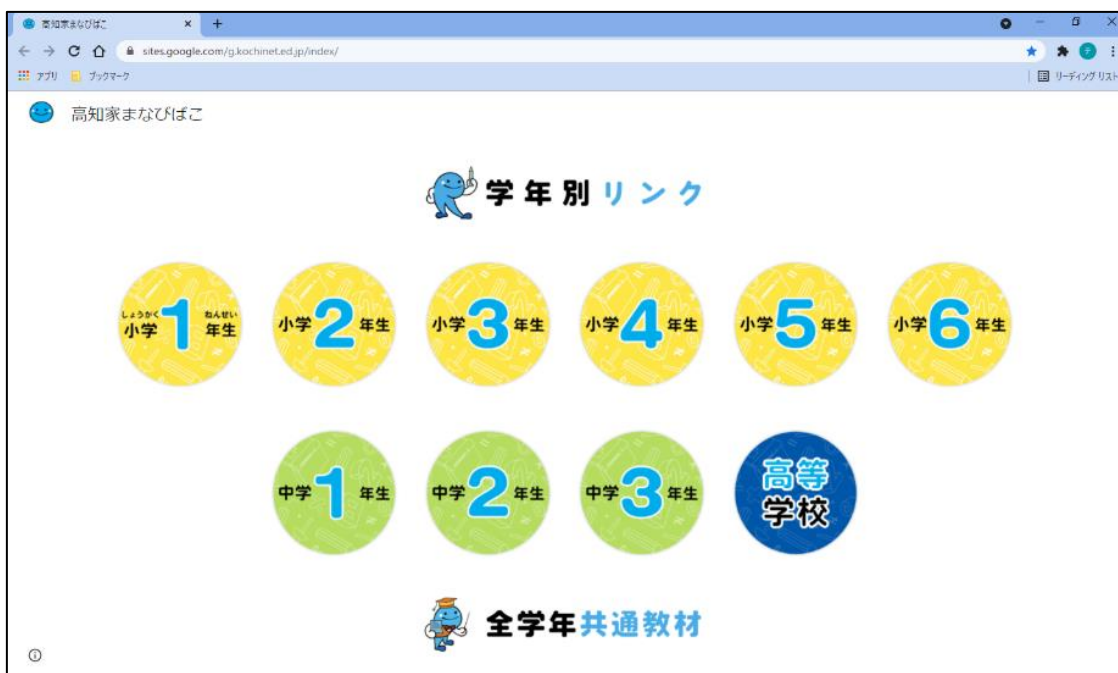 高知家まなびばこ
sites.google.com/g.kochinet.ed.jp/index/
アプリ ブックマーク リーディング リスト
高知家まなびばこ
学年別リンク
しょうがく ねんせい
小学1年生 小学2年生 小学3年生 小学4年生 小学5年生 小学6年生
中学1年生 中学2年生 中学3年生 高等
学校
全学年共通教材